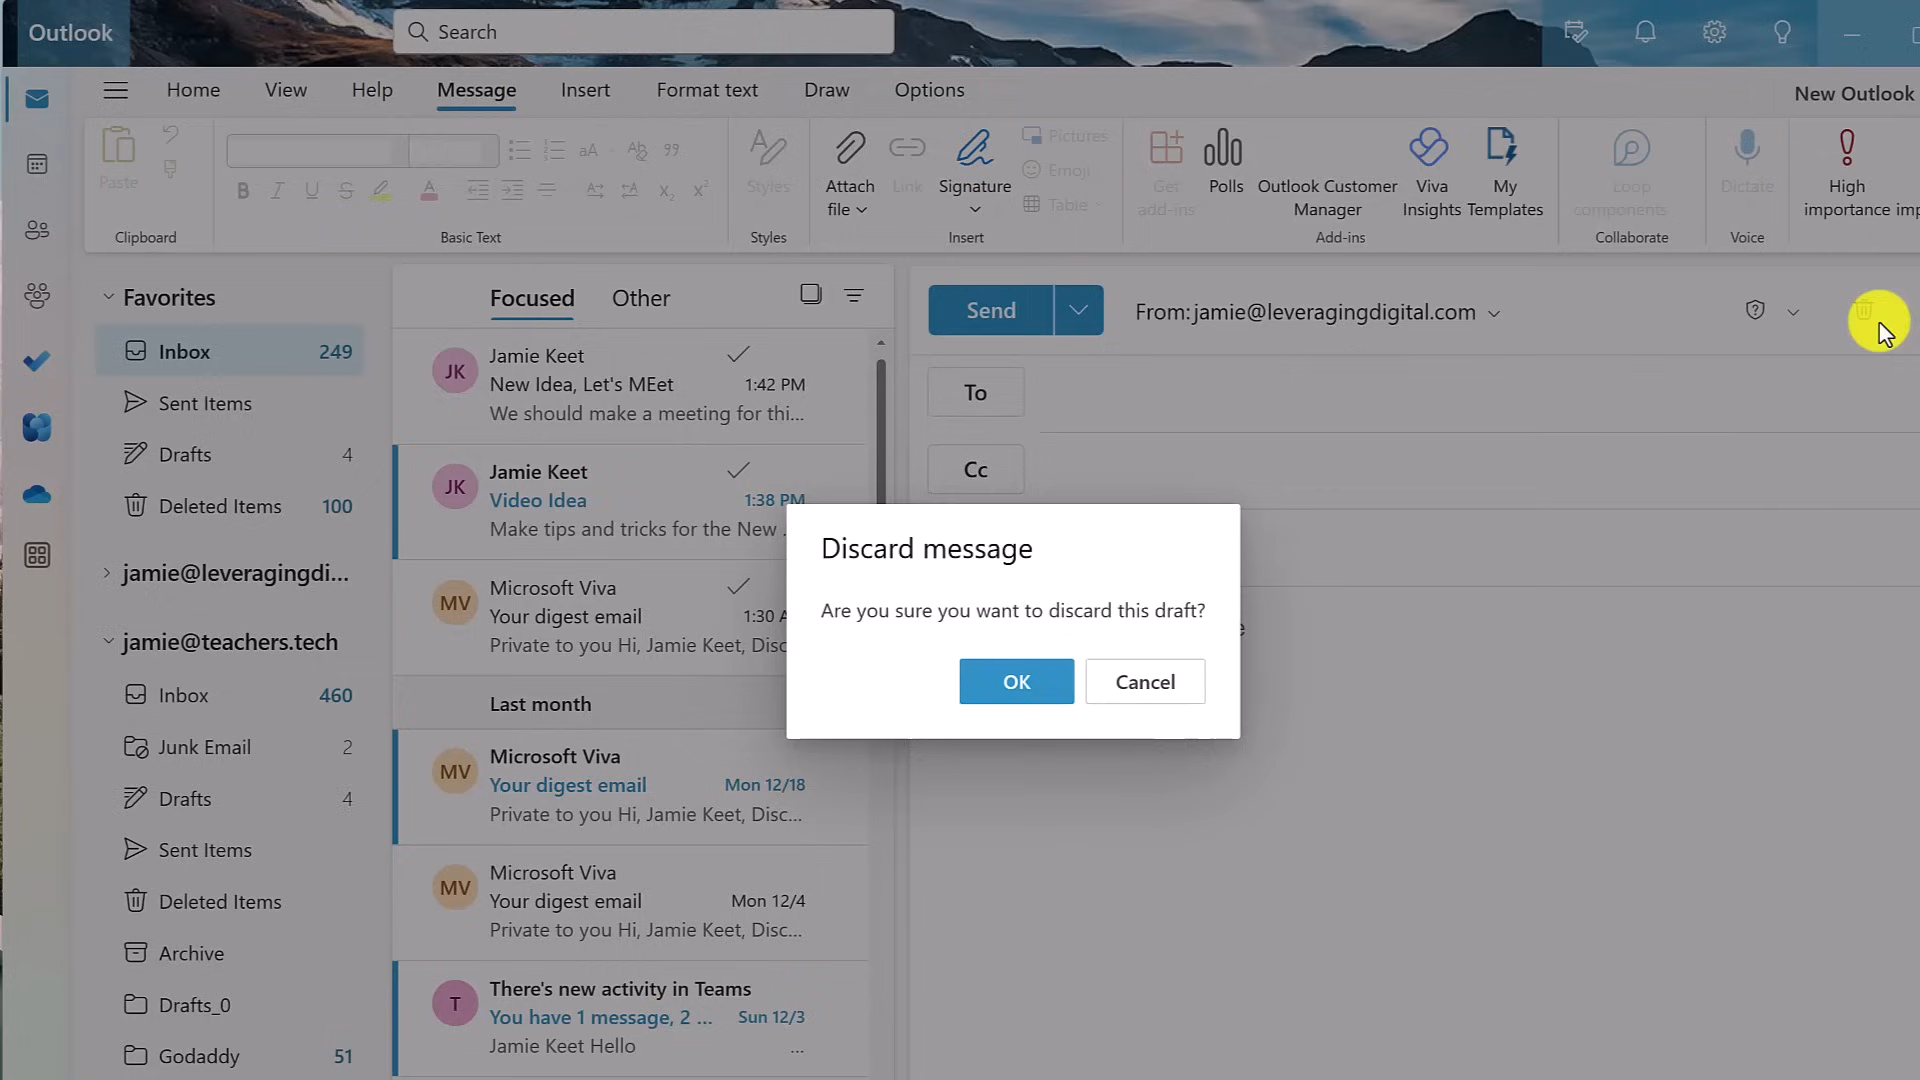 Outlook
Search
Home View Help Message Insert Format text Draw Options
New Outlook
Paste
Clipboard
B I U S A X₂ X²
Basic Text
Styles
Styles
Attach file
Link
Signature
Pictures
Emoji
Table
Insert
Get add-ins
Polls
Outlook Customer Manager
Viva Insights
My Templates
Add-ins
Loop components
Collaborate
Dictate
Voice
High importance
Favorites
Inbox 249
Sent Items
Drafts 4
Deleted Items 100
jamie@leveragingdi...
jamie@teachers.tech
Inbox 460
Junk Email 2
Drafts 4
Sent Items
Deleted Items
Archive
Drafts_0
Godaddy 51
Focused Other
JK
Jamie Keet
New Idea, Let's MEet 1:42 PM
We should make a meeting for thi...
JK
Jamie Keet
Video Idea 1:38 PM
Make tips and tricks for the New
MV
Microsoft Viva
Your digest email 1:30
Private to you Hi, Jamie Keet, Disc
Last month
MV
Microsoft Viva
Your digest email Mon 12/18
Private to you Hi, Jamie Keet, Disc...
MV
Microsoft Viva
Your digest email Mon 12/4
Private to you Hi, Jamie Keet, Disc...
T
There's new activity in Teams
You have 1 message, 2 ... Sun 12/3
Jamie Keet Hello ...
Send
From: jamie@leveragingdigital.com
To
Cc
Discard message
Are you sure you want to discard this draft?
OK Cancel